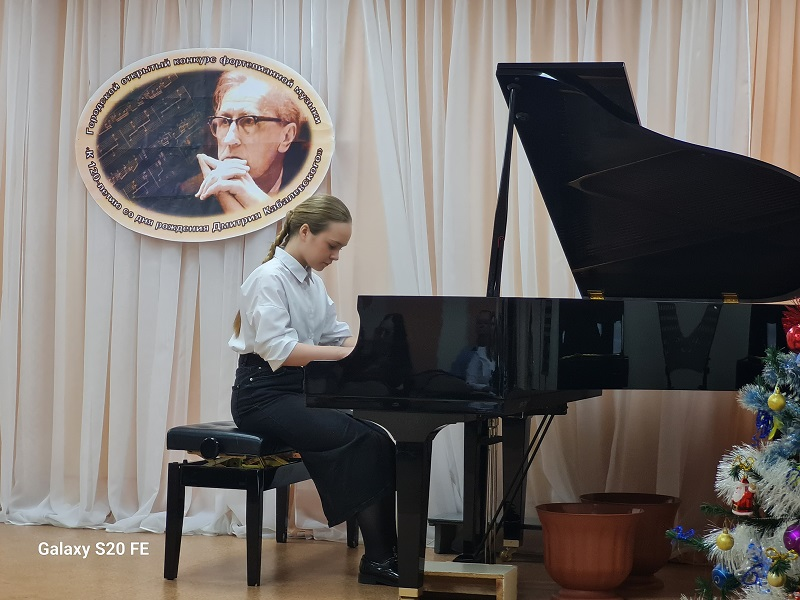 Городской открытый конкурс фортепианной музыки
«К 120-летию со дня рождения Дмитрия Кабалевского»
Galaxy S20 FE